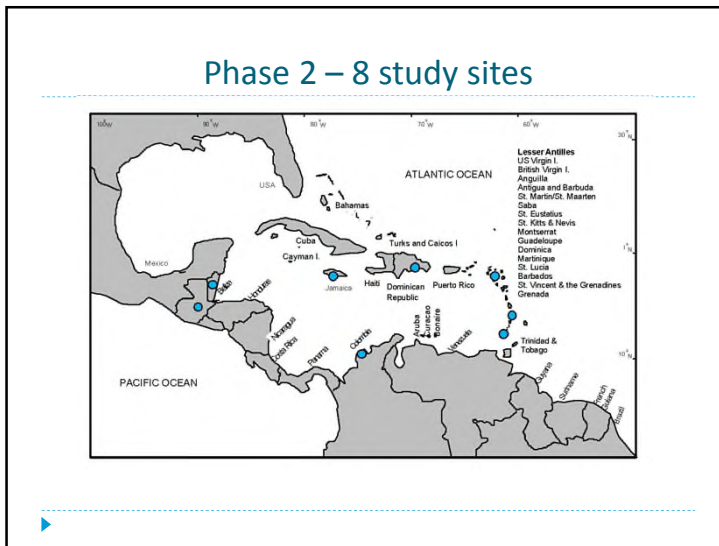 Phase 2 – 8 study sites
100°W
90°W
80°W
70°W
60°W
30°N
Lesser Antilles
US Virgin I.
British Virgin I.
Anguilla
Antigua and Barbuda
St. Martin/St. Maarten
Saba
St. Eustatius
St. Kitts & Nevis
Montserrat
Guadeloupe
Dominica
Martinique
St. Lucia
Barbados
St. Vincent & the Grenadines
Grenada
ATLANTIC OCEAN
USA
Bahamas
Cuba
Turks and Caicos I
Cayman I.
Mexico
Jamaica
Haiti
Dominican
Republic
Puerto Rico
Belize
Honduras
Nicaragua
Costa Rica
Panama
Colombia
Aruba
Curacao
Bonaire
Venezuela
Trinidad &
Tobago
10°N
PACIFIC OCEAN
Guyana
Suriname
French
Guiana
Brazil